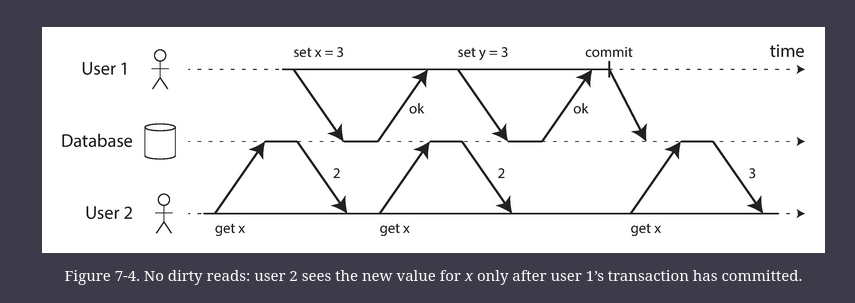 set x = 3 set y = 3 commit time
User 1
ok ok
Database
2 2 3
User 2
get x get x get x
Figure 7-4. No dirty reads: user 2 sees the new value for x only after user 1’s transaction has committed.